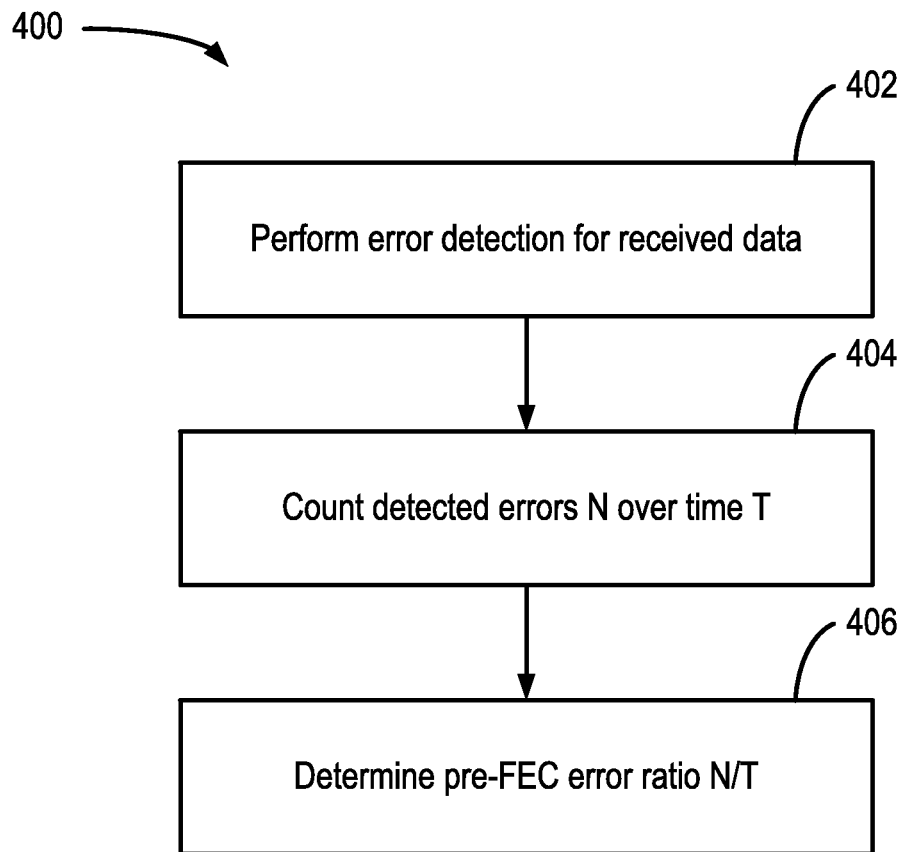 400
402
Perform error detection for received data
404
Count detected errors N over time T
406
Determine pre-FEC error ratio N/T